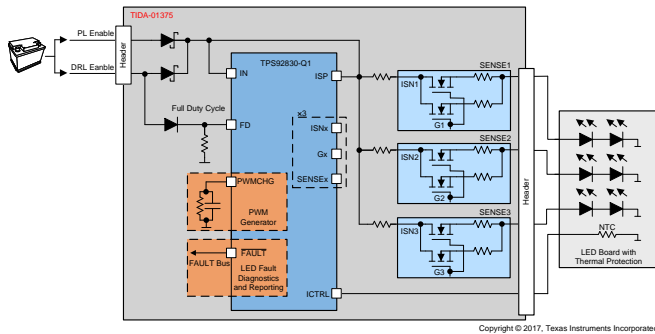 TIDA-01375
PL Enable
DRL Eanble
Header
TPS92830-Q1
IN
ISP
Full Duty Cycle
FD
x3
ISNx
Gx
SENSEx
PWMCHG
PWM
Generator
FAULT
FAULT Bus
LED Fault
Diagnostics
and Reporting
ICTRL
SENSE1
ISN1
G1
SENSE2
ISN2
G2
SENSE3
ISN3
G3
Header
NTC
LED Board with
Thermal Protection
Copyright © 2017, Texas Instruments Incorporated